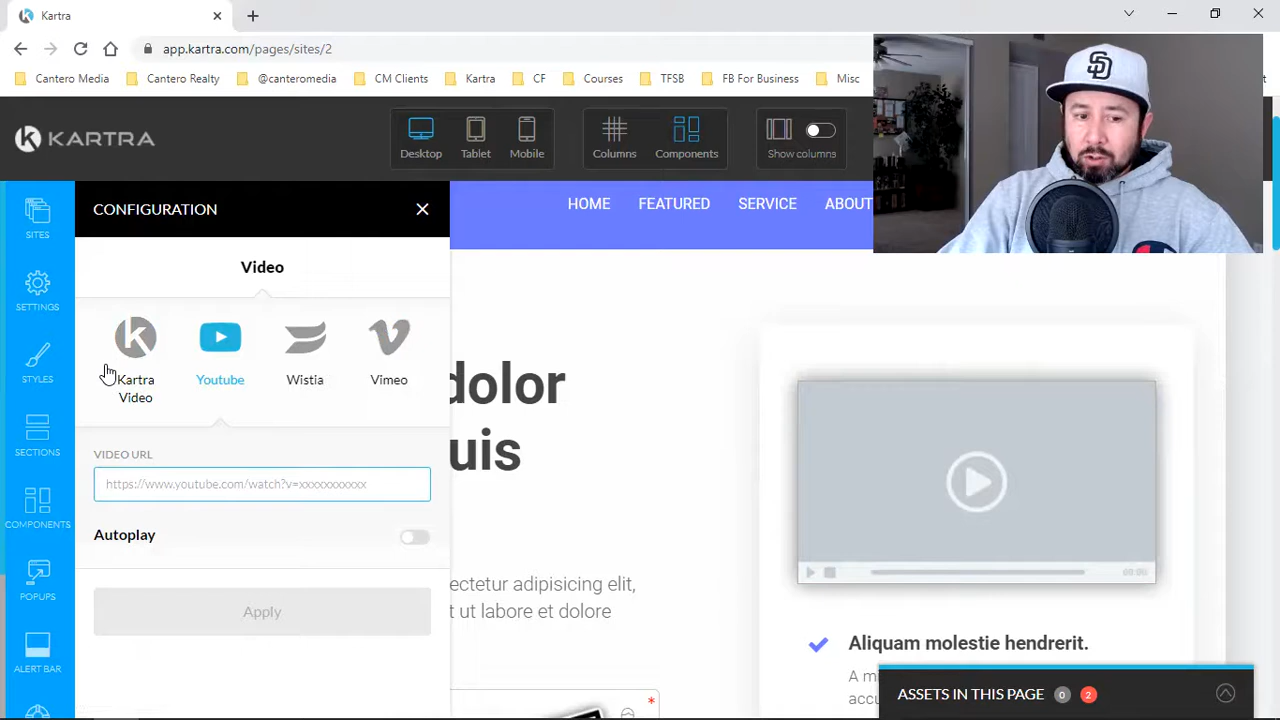 Kartra
app.kartra.com/pages/sites/2
Cantero Media
Cantero Realty
@canteromedia
CM Clients
Kartra
CF
Courses
TFSB
FB For Business
Misc
KARTRA
Desktop
Tablet
Mobile
Columns
Components
Show columns
SITES
SETTINGS
STYLES
SECTIONS
COMPONENTS
POPUPS
ALERT BAR
CONFIGURATION
Video
Kartra
Video
Youtube
Wistia
Vimeo
VIDEO URL
https://www.youtube.com/watch?v=xxxxxxxxxxx
Autoplay
Apply
HOME
FEATURED
SERVICE
ABOUT
dolor
uis
ectetur adipisicing elit,
t ut labore et dolore
*
00:00
Aliquam molestie hendrerit.
A m
accu
ASSETS IN THIS PAGE 0 2
SD